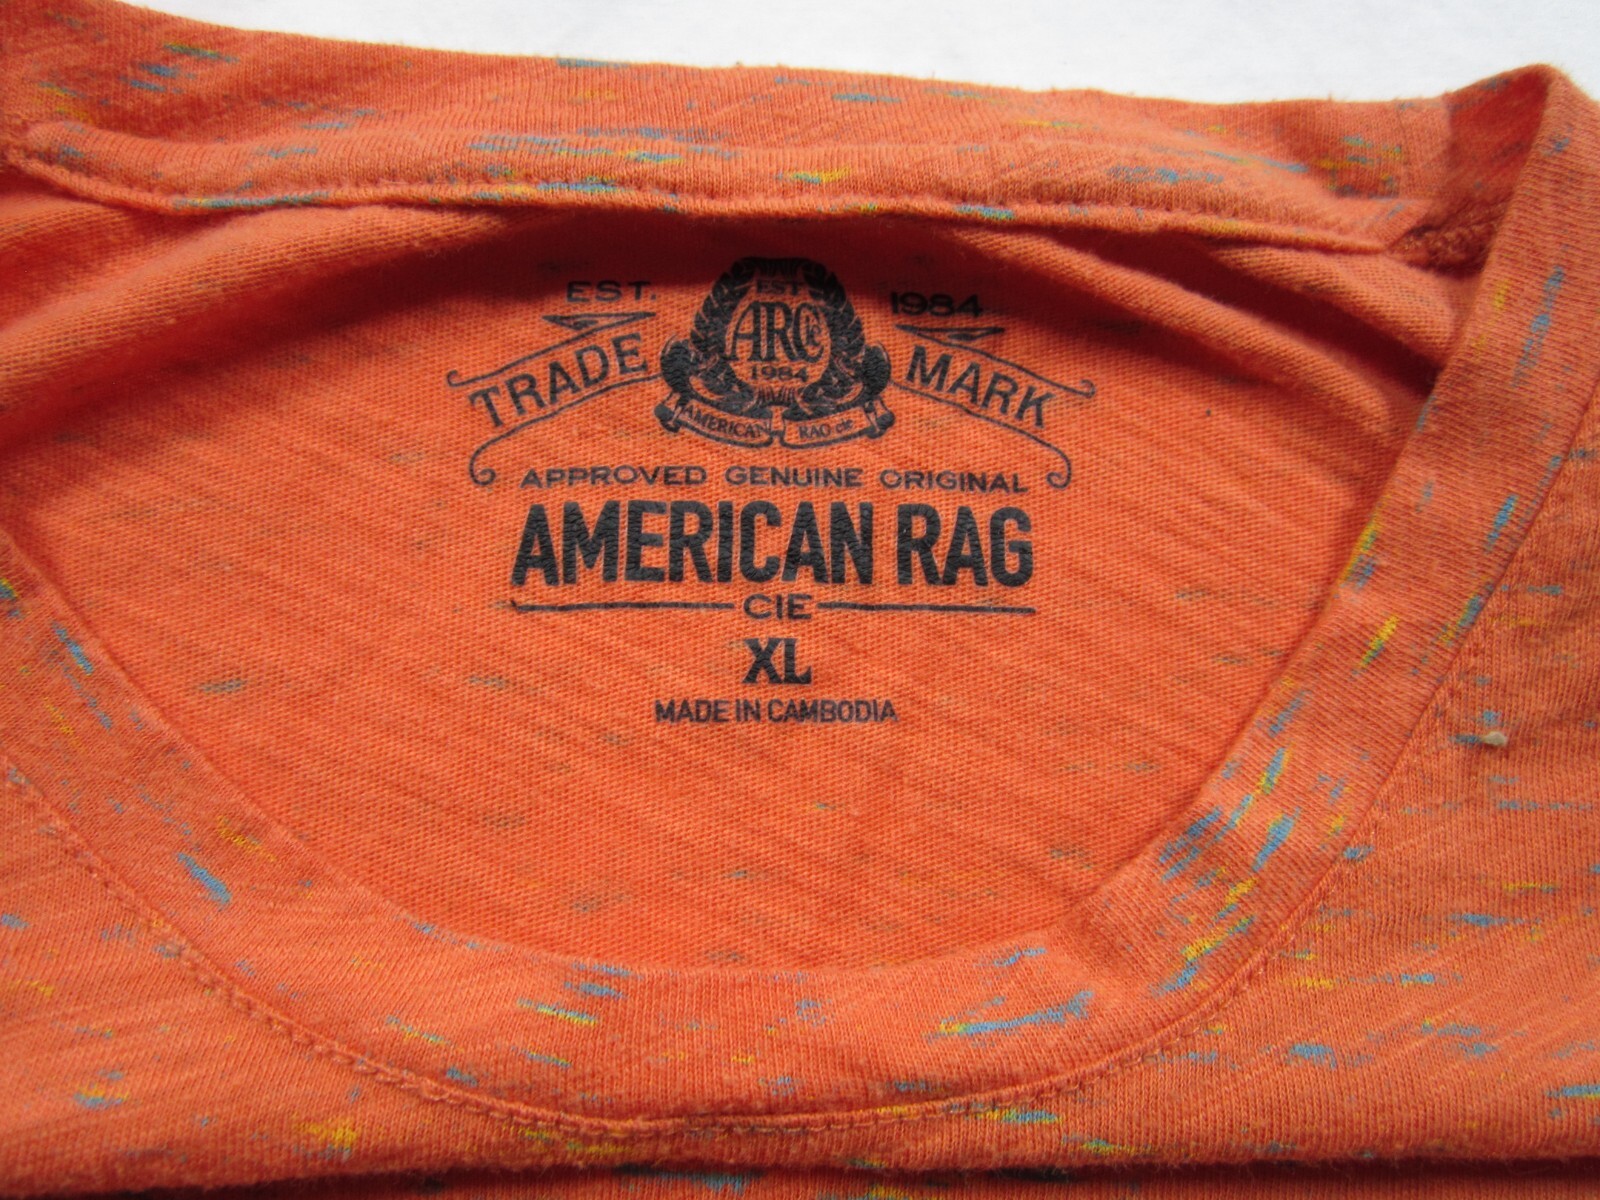 EST. 1984
EST
ARCie
1984
TRADE MARK
AMERICAN RAG cie
APPROVED GENUINE ORIGINAL
AMERICAN RAG
CIE
XL
MADE IN CAMBODIA